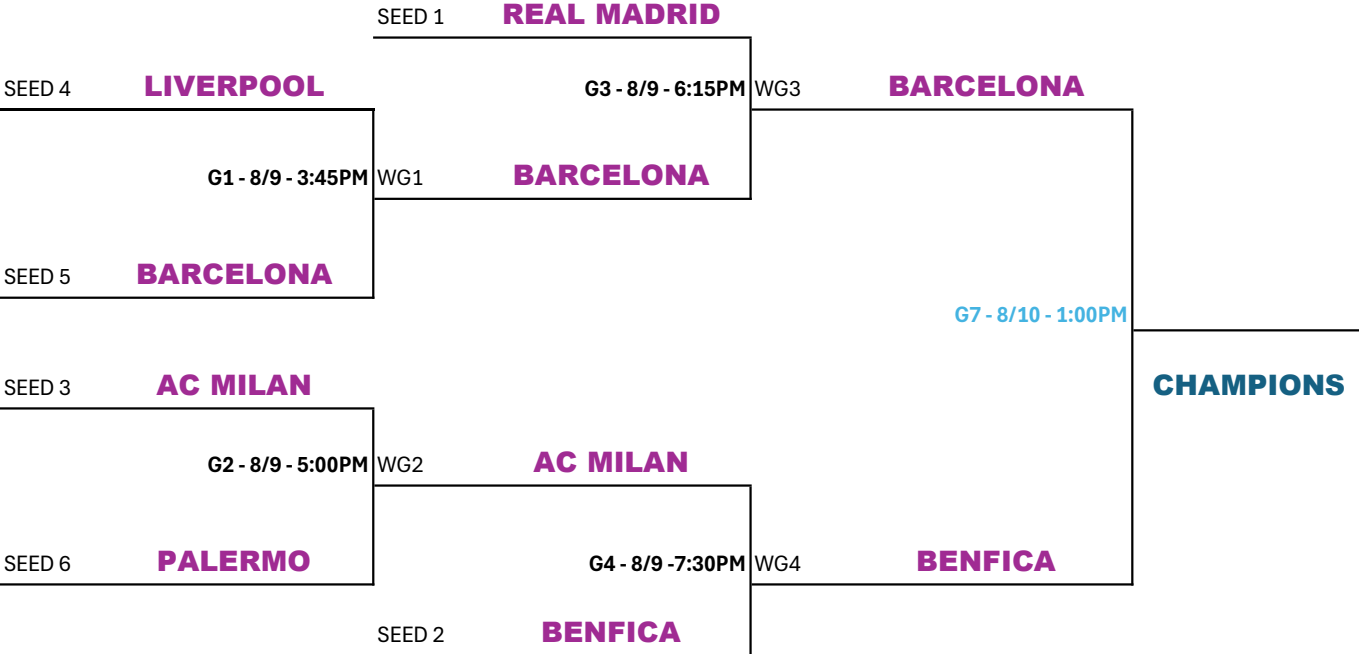 SEED 1 REAL MADRID
SEED 4 LIVERPOOL
G3 - 8/9 - 6:15PM WG3 BARCELONA
G1 - 8/9 - 3:45PM WG1 BARCELONA
SEED 5 BARCELONA
G7 - 8/10 - 1:00PM
SEED 3 AC MILAN
CHAMPIONS
G2 - 8/9 - 5:00PM WG2 AC MILAN
SEED 6 PALERMO
G4 - 8/9 -7:30PM WG4 BENFICA
SEED 2 BENFICA